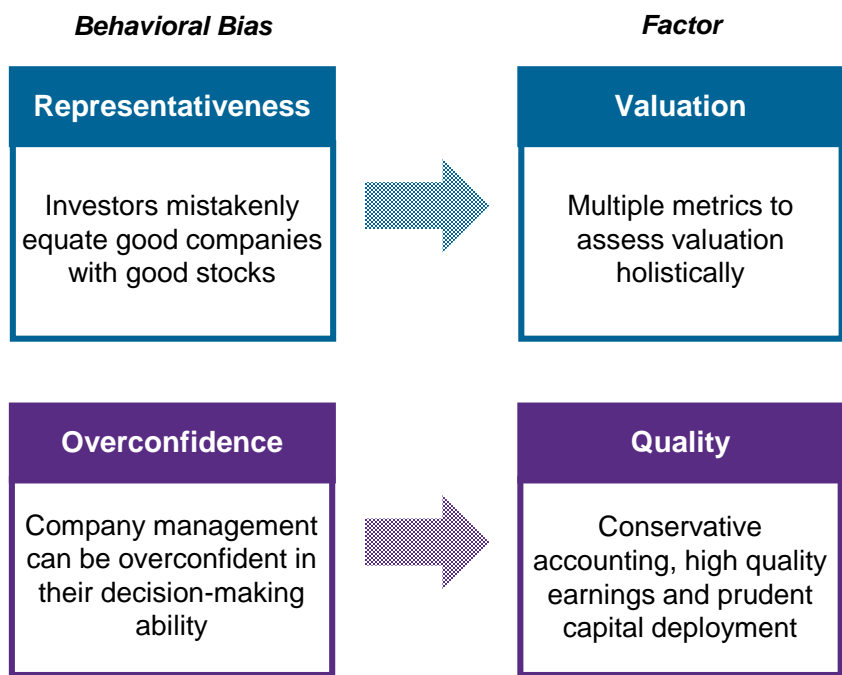 Behavioral Bias
Factor
Representativeness
Investors mistakenly
equate good companies
with good stocks
Valuation
Multiple metrics to
assess valuation
holistically
Overconfidence
Company management
can be overconfident in
their decision-making
ability
Quality
Conservative
accounting, high quality
earnings and prudent
capital deployment